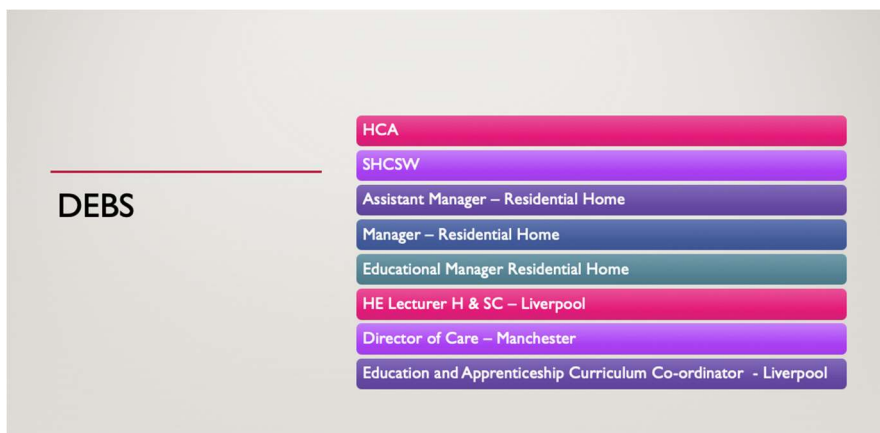 DEBS
HCA
SHCSW
Assistant Manager – Residential Home
Manager – Residential Home
Educational Manager Residential Home
HE Lecturer H & SC – Liverpool
Director of Care – Manchester
Education and Apprenticeship Curriculum Co-ordinator - Liverpool